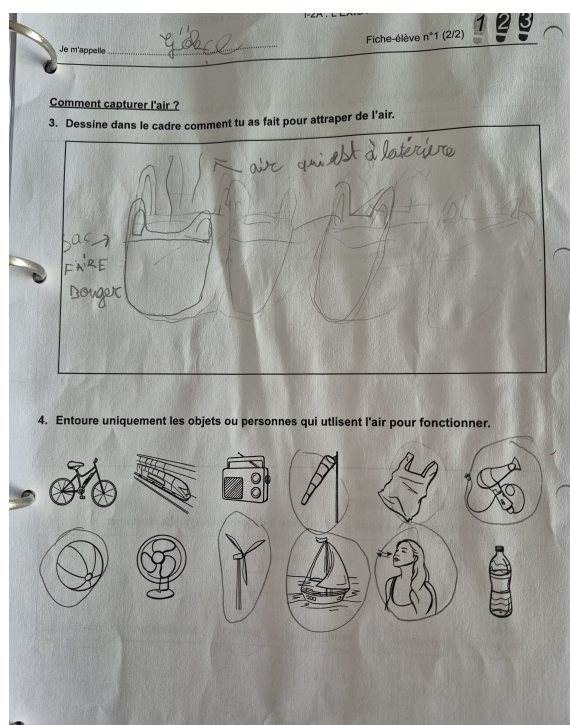 Je m'appelle
Fiche-élève n°1 (2/2)
1 2 3
Comment capturer l'air ?
3. Dessine dans le cadre comment tu as fait pour attraper de l'air.
air qui est à latérière
sac
FAIRE
Bouger
4. Entoure uniquement les objets ou personnes qui utlisent l'air pour fonctionner.